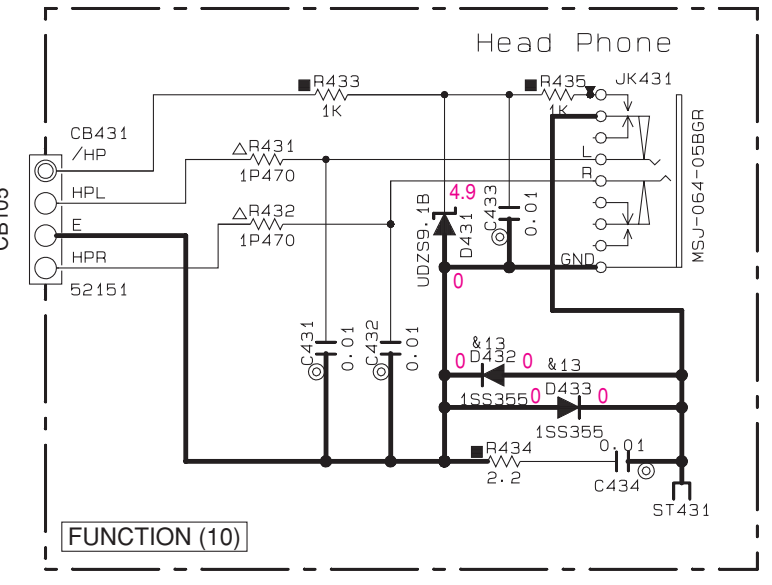 Head Phone
R433
1K
R435
1K
JK431
CB431
/HP
R431
1P470
L
HPL
R
R432
1P470
E
HPR
52151
CB105
UDZS9.1B
4.9
D431
0
C433
0.01
GND
MSJ-064-05BGR
C431
0.01
C432
0.01
&13
0 D432 0
&13
1SS355
0 D433 0
1SS355
R434
2.2
0.01
C434
ST431
FUNCTION (10)